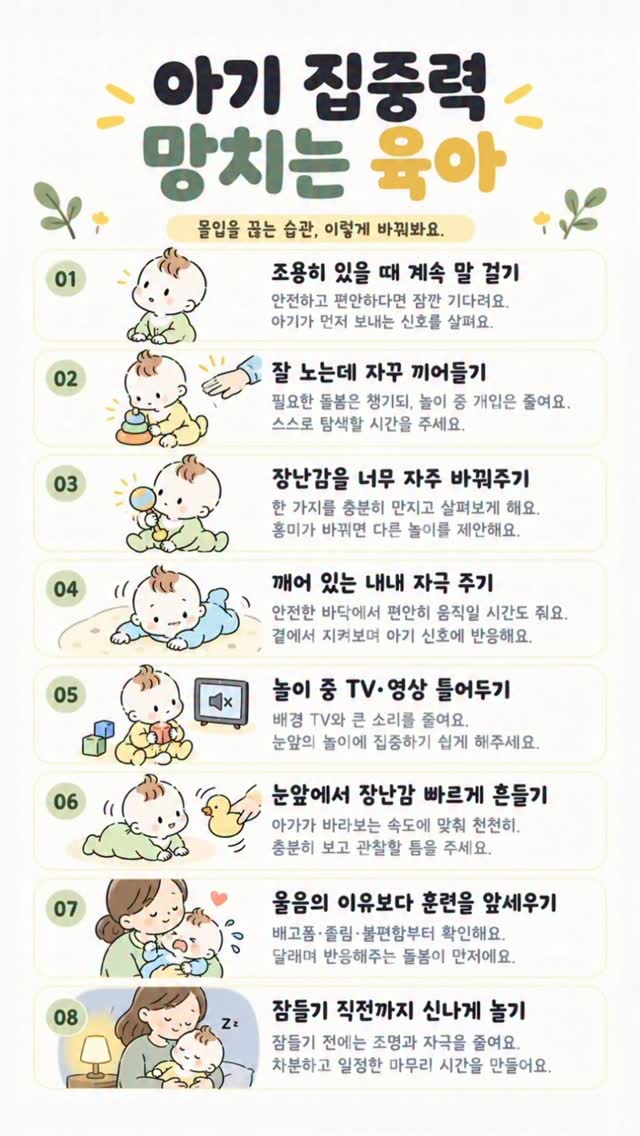 아기 집중력
망치는 육아
몰입을 끊는 습관, 이렇게 바꿔봐요.
01
조용히 있을 때 계속 말 걸기
안전하고 편안하다면 잠깐 기다려요.
아기가 먼저 보내는 신호를 살펴요.
02
잘 노는데 자꾸 끼어들기
필요한 돌봄은 챙기되, 놀이 중 개입은 줄여요.
스스로 탐색할 시간을 주세요.
03
장난감을 너무 자주 바꿔주기
한 가지를 충분히 만지고 살펴보게 해요.
흥미가 바뀌면 다른 놀이를 제안해요.
04
깨어 있는 내내 자극 주기
안전한 바닥에서 편안히 움직일 시간도 줘요.
곁에서 지켜보며 아기 신호에 반응해요.
05
놀이 중 TV·영상 틀어두기
배경 TV와 큰 소리를 줄여요.
눈앞의 놀이에 집중하기 쉽게 해주세요.
06
눈앞에서 장난감 빠르게 흔들기
아가가 바라보는 속도에 맞춰 천천히.
충분히 보고 관찰할 틈을 주세요.
07
울음의 이유보다 훈련을 앞세우기
배고픔·졸림·불편함부터 확인해요.
달래며 반응해주는 돌봄이 먼저에요.
08
Zz
잠들기 직전까지 신나게 놀기
잠들기 전에는 조명과 자극을 줄여요.
차분하고 일정한 마무리 시간을 만들어요.